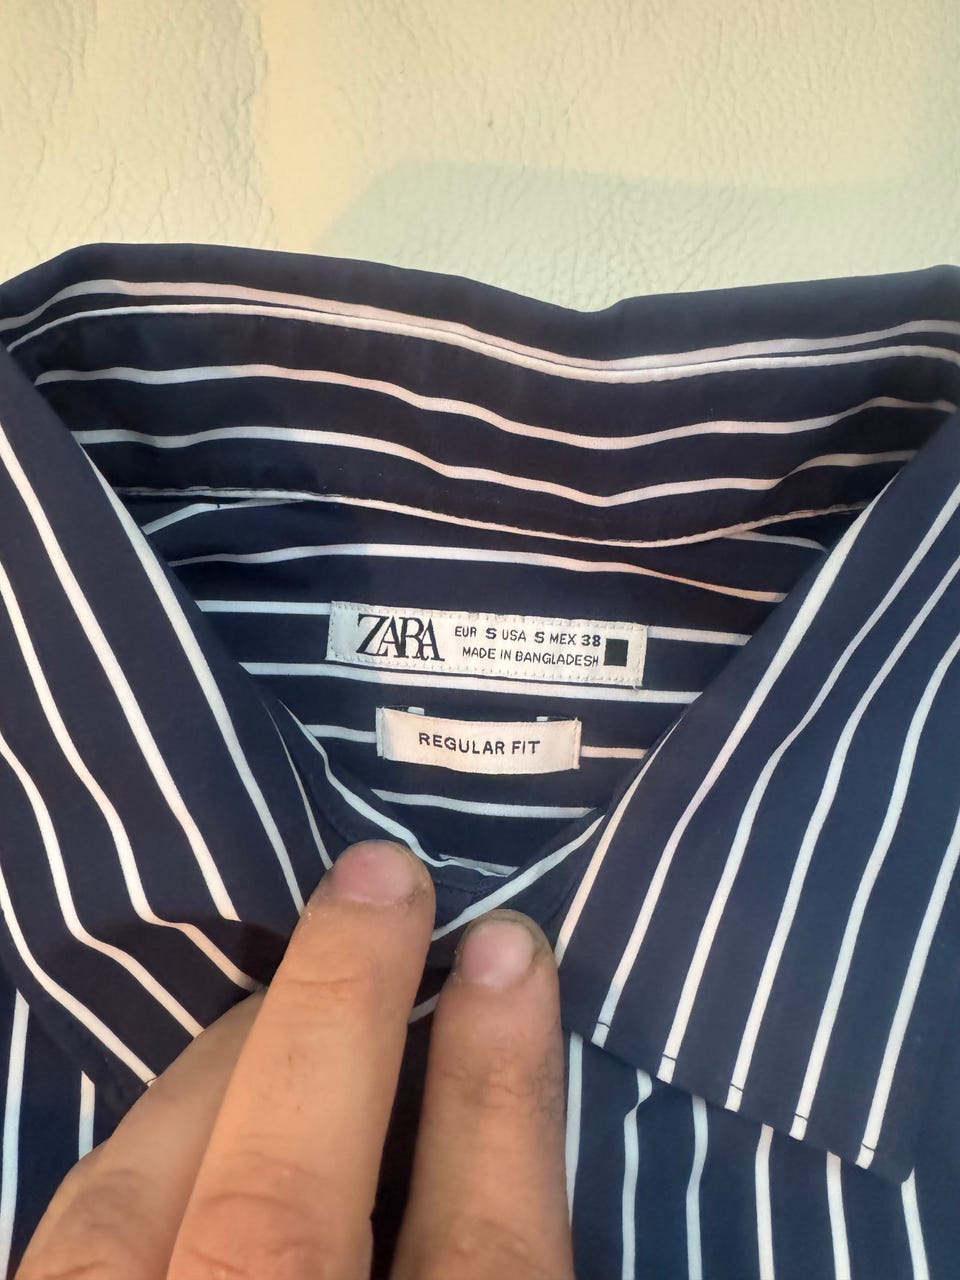 ZARA
EUR S USA S MEX 38
MADE IN BANGLADESH
REGULAR FIT